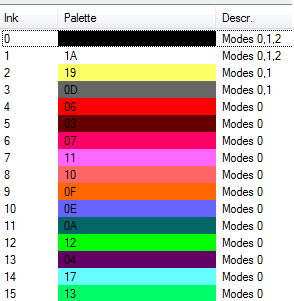 Ink Palette Descr.
0 Modes 0,1,2
1 1A Modes 0,1,2
2 19 Modes 0,1
3 0D Modes 0,1
4 06 Modes 0
5 03 Modes 0
6 07 Modes 0
7 11 Modes 0
8 10 Modes 0
9 0F Modes 0
10 0E Modes 0
11 0A Modes 0
12 12 Modes 0
13 04 Modes 0
14 17 Modes 0
15 13 Modes 0